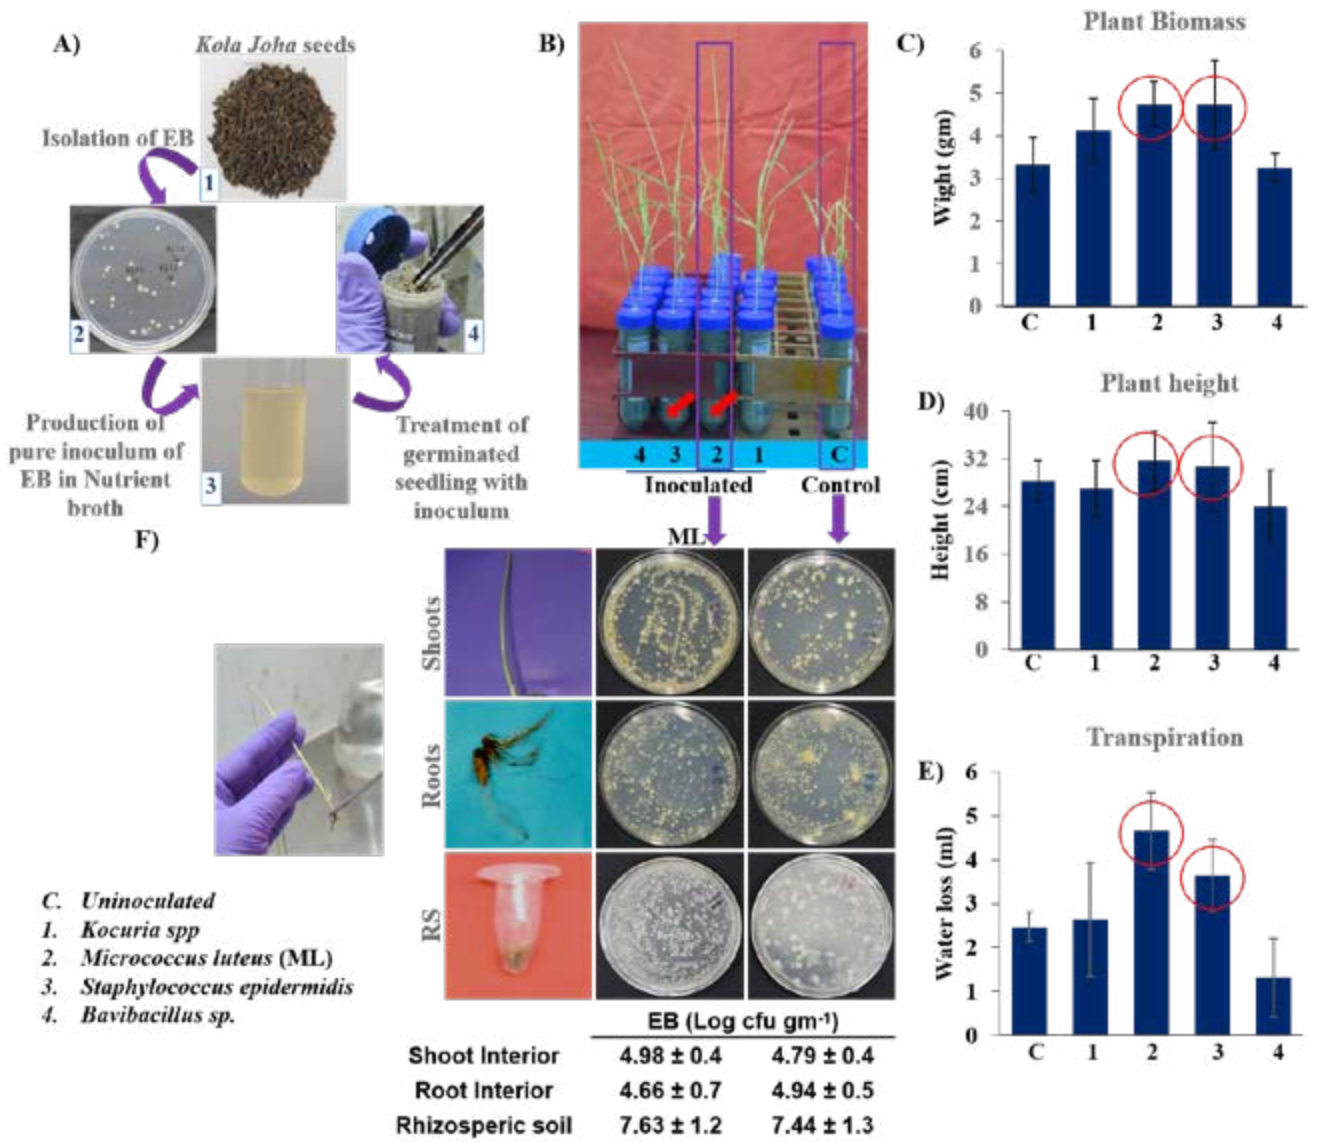 A)
Kola Joha seeds
Isolation of EB
1
2
4
3
Production of
pure inoculum of
EB in Nutrient
broth
Treatment of
germinated
seedling with
inoculum
B)
4 3 2 1 C
Inoculated
Control
C)
Plant Biomass
Wight (gm)
6
5
4
3
2
1
0
C 1 2 3 4
D)
Plant height
Height (cm)
40
32
24
16
8
0
C 1 2 3 4
E)
Transpiration
Water loss (ml)
6
5
4
3
2
1
0
C 1 2 3 4
F)
ML
Shoots
Roots
RS
C. Uninoculated
1. Kocuria spp
2. Micrococcus luteus (ML)
3. Staphylococcus epidermidis
4. Bavibacillus sp.
EB (Log cfu gm-1)
Shoot Interior 4.98 ± 0.4 4.79 ± 0.4
Root Interior 4.66 ± 0.7 4.94 ± 0.5
Rhizosperic soil 7.63 ± 1.2 7.44 ± 1.3